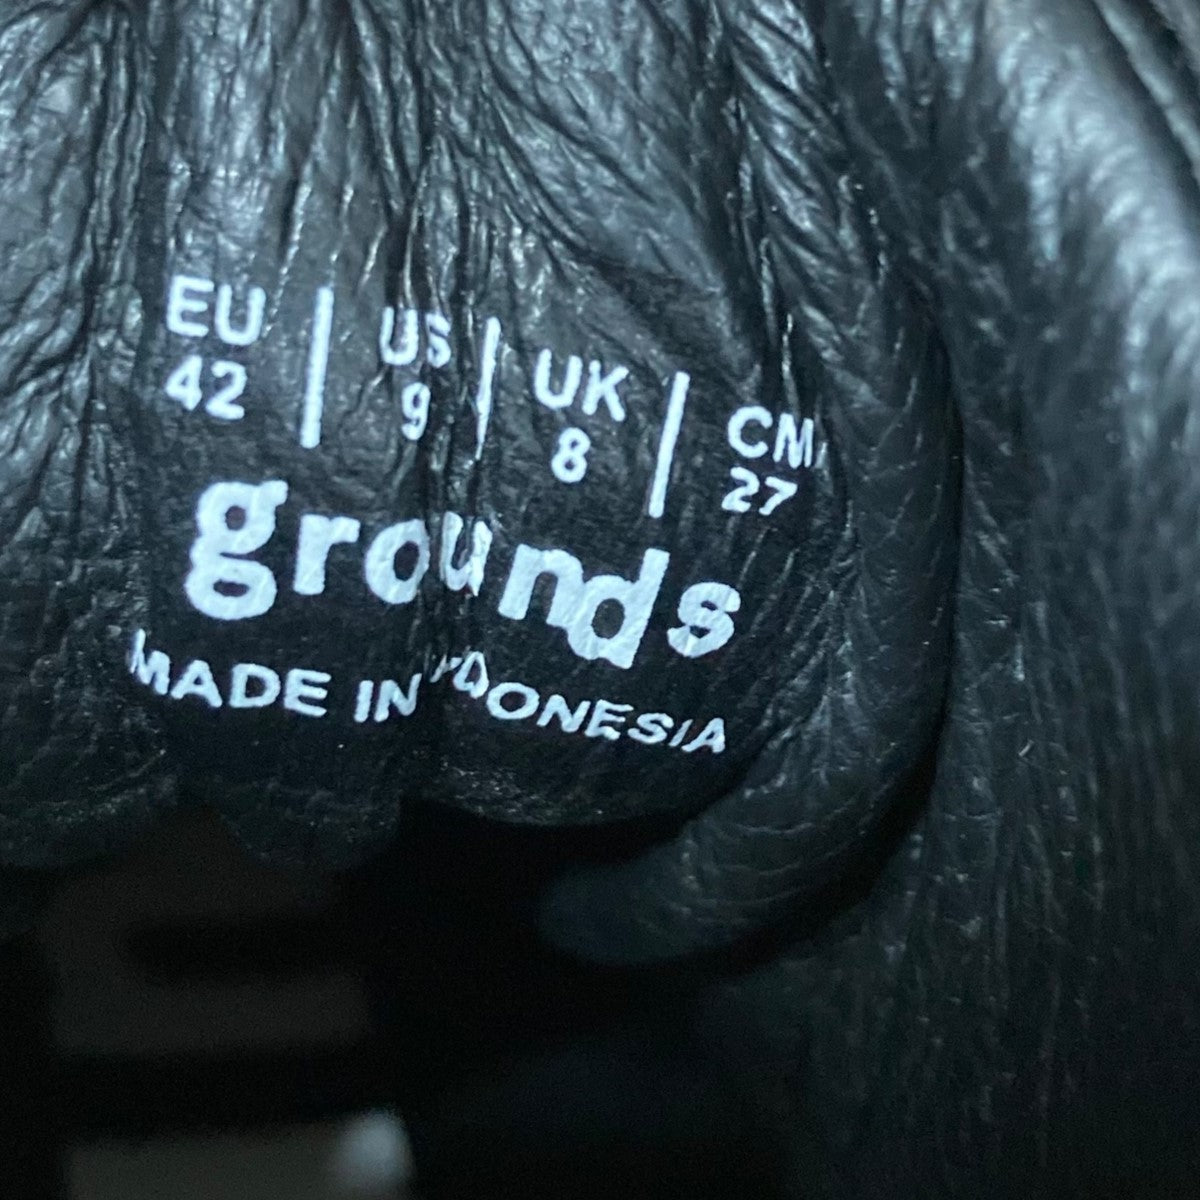 EU | US | UK | CM
42 | 9 | 8 | 27
grounds
MADE IN INDONESIA